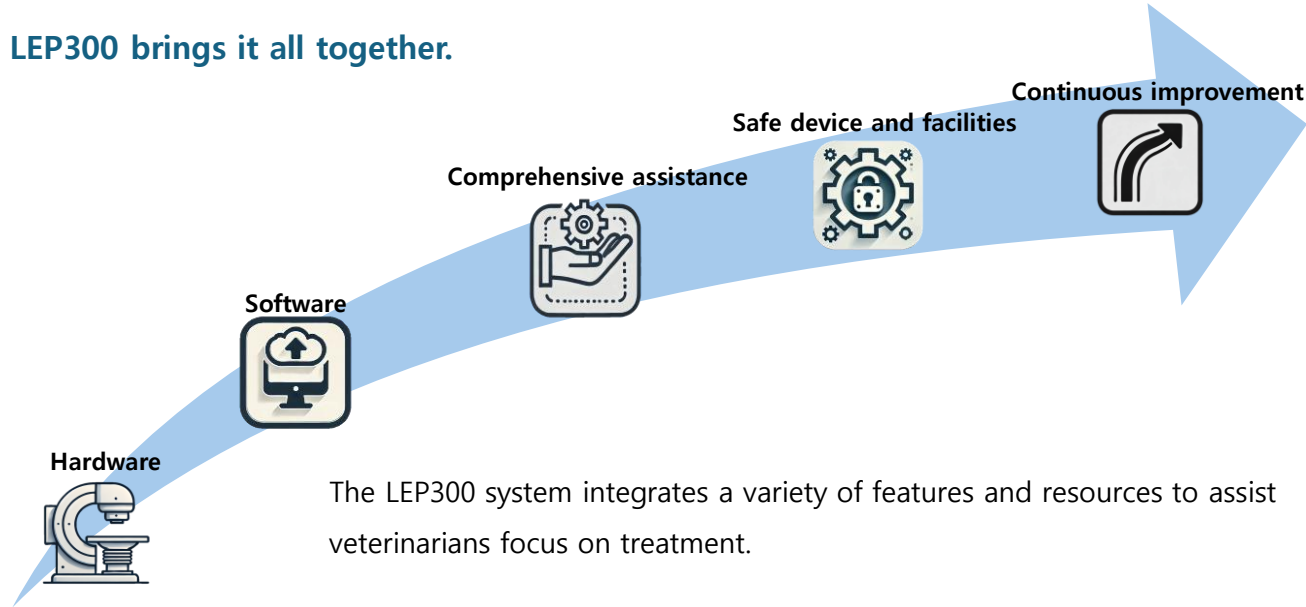 LEP300 brings it all together.
Continuous improvement
Safe device and facilities
Comprehensive assistance
Software
Hardware
The LEP300 system integrates a variety of features and resources to assist
veterinarians focus on treatment.